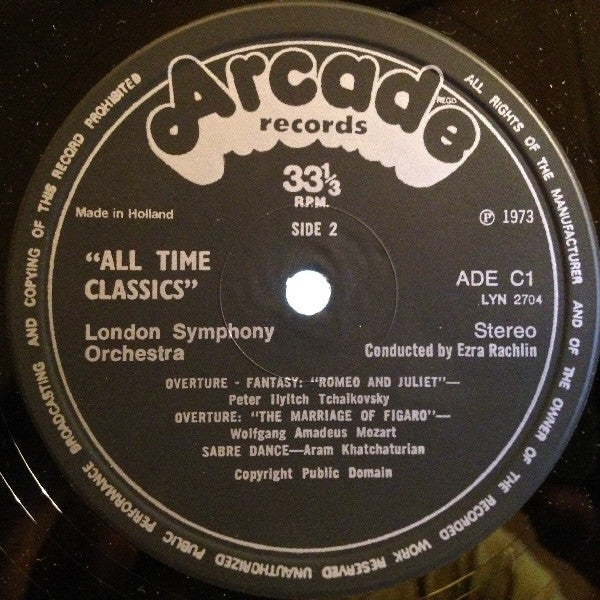 ALL RIGHTS OF THE MANUFACTURER AND OF THE OWNER OF THE RECORDED WORK RESERVED UNAUTHORIZED PUBLIC PERFORMANCE BROADCASTING AND COPYING OF THIS RECORD PROHIBITED
Arcade REGD
records
33⅓
R.P.M.
SIDE 2
Made in Holland
℗ 1973
"ALL TIME
CLASSICS"
ADE C1
LYN 2704
London Symphony
Orchestra
Stereo
Conducted by Ezra Rachlin
OVERTURE - FANTASY: "ROMEO AND JULIET"—
Peter Ilyitch Tchaikovsky
OVERTURE: "THE MARRIAGE OF FIGARO"—
Wolfgang Amadeus Mozart
SABRE DANCE—Aram Khatchaturian
Copyright Public Domain